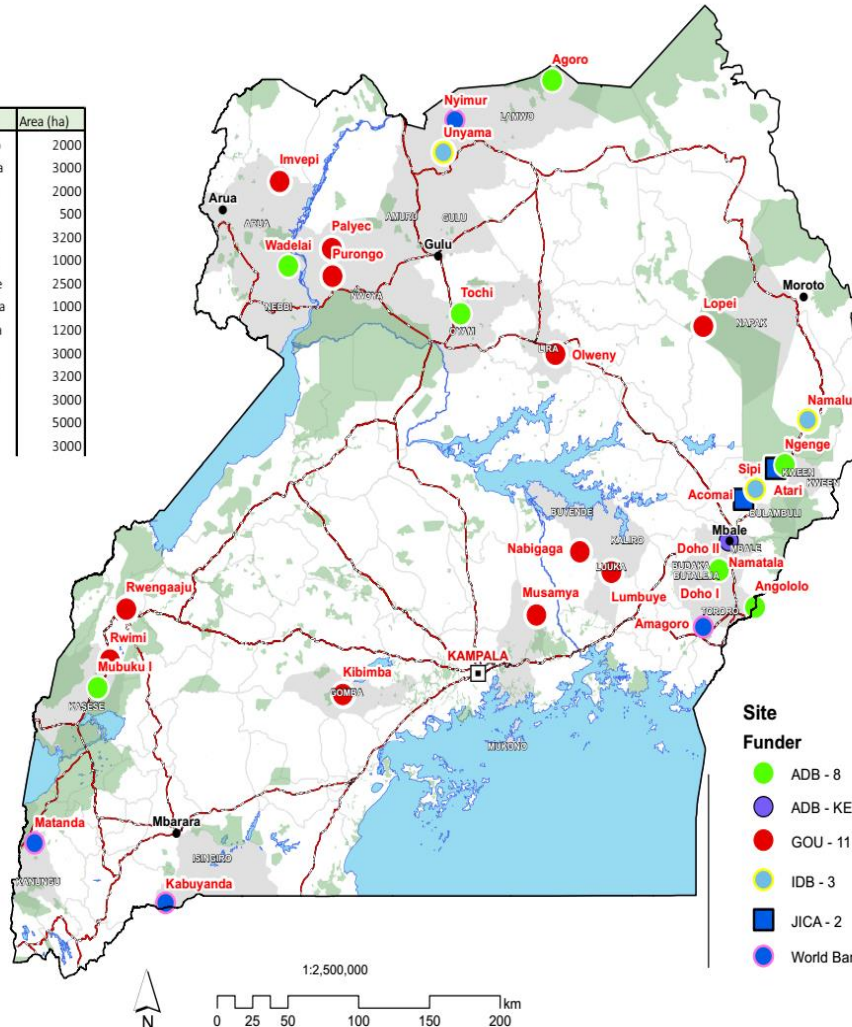 Area (ha)
2000
3000
2000
500
3200
1000
2500
1000
1200
3000
3200
3000
5000
3000
Agoro
Nyimur
LAMWO
Unyama
Imvepi
Arua
ARUA
AMURU
GULU
Palyec
Wadelai
Purongo
Gulu
NEBBI
NWOYA
Tochi
OYAM
Moroto
Lopei
NAPAK
LIRA
Olweny
Namalu
Ngenge
Sipi
KWEEN
KWEEN
Acomai
Atari
BULAMBULI
BUYENDE
Mbale
KALIRO
MBALE
Nabigaga
Doho II
BUDAKA
Namatala
LUUKA
BUTALEJA
Rwengaaju
Musamya
Lumbuye
Doho I
Angololo
TORORO
Amagoro
Rwimi
Mubuku I
KAMPALA
Kibimba
GOMBA
KASESE
MUKONO
Site
Funder
ADB - 8
ADB - KE
GOU - 11
IDB - 3
JICA - 2
World Ban
Matanda
Mbarara
ISINGIRO
KANUNGU
Kabuyanda
1:2,500,000
km
N
0 25 50 100 150 200